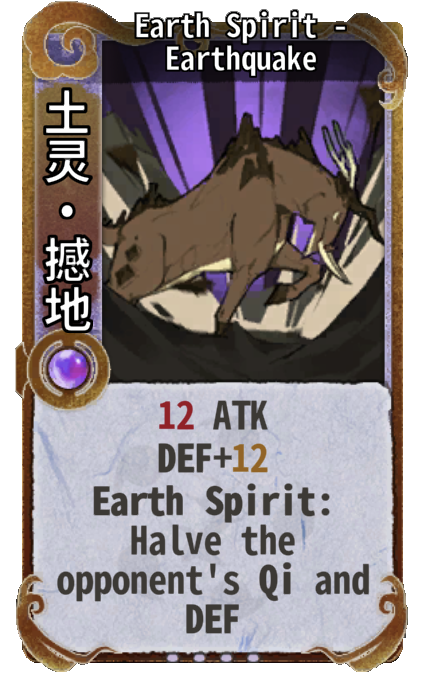 Earth Spirit -
Earthquake
土灵・撼地
12 ATK
DEF+12
Earth Spirit:
Halve the
opponent's Qi and
DEF